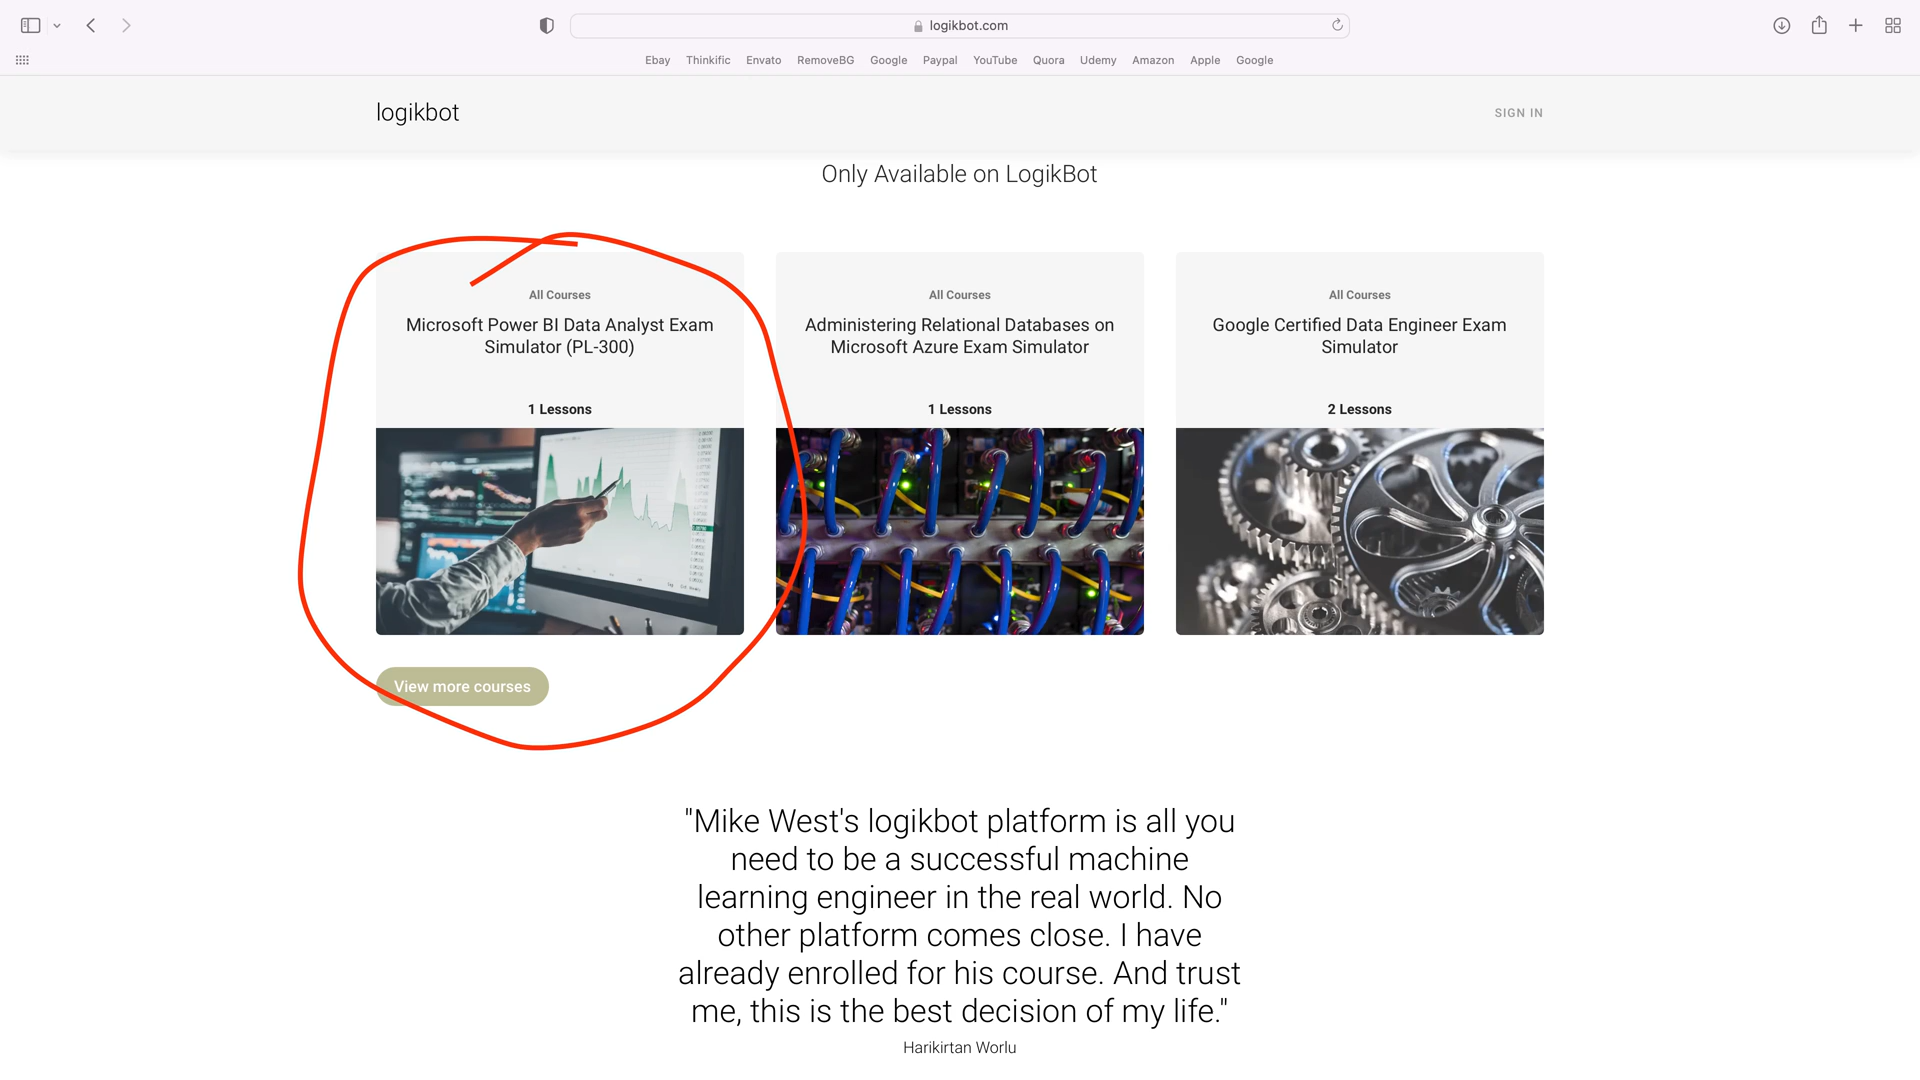 logikbot.com
Ebay Thinkific Envato RemoveBG Google Paypal YouTube Quora Udemy Amazon Apple Google
logikbot
SIGN IN
Only Available on LogikBot
All Courses
Microsoft Power BI Data Analyst Exam
Simulator (PL-300)
1 Lessons
All Courses
Administering Relational Databases on
Microsoft Azure Exam Simulator
1 Lessons
All Courses
Google Certified Data Engineer Exam
Simulator
2 Lessons
View more courses
"Mike West's logikbot platform is all you
need to be a successful machine
learning engineer in the real world. No
other platform comes close. I have
already enrolled for his course. And trust
me, this is the best decision of my life."
Harikirtan Worlu